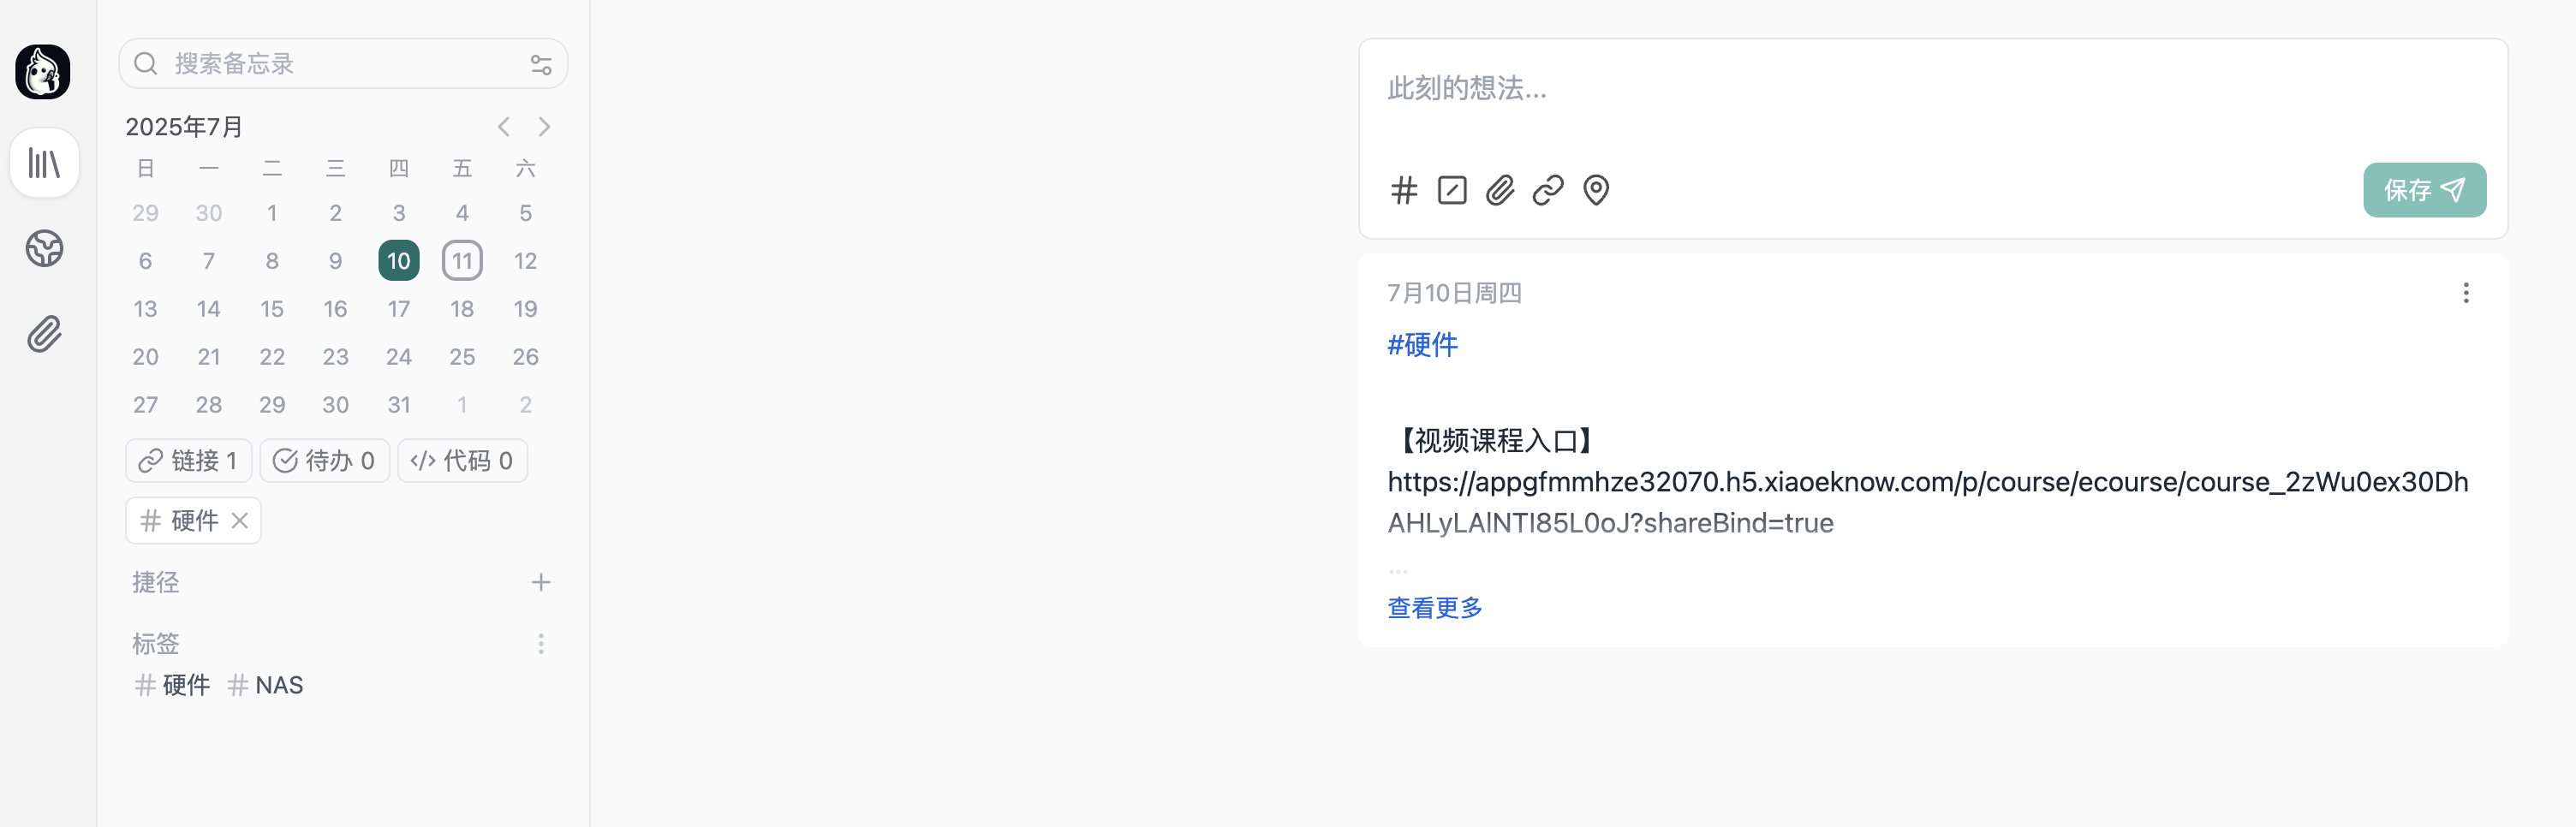 搜索备忘录
2025年7月
日 一 二 三 四 五 六
29 30 1 2 3 4 5
6 7 8 9 10 11 12
13 14 15 16 17 18 19
20 21 22 23 24 25 26
27 28 29 30 31 1 2
链接 1 待办 0 </> 代码 0
# 硬件
捷径
标签
# 硬件 # NAS
此刻的想法...
保存
7月10日周四
#硬件
【视频课程入口】
https://appgfmmhze32070.h5.xiaoeknow.com/p/course/ecourse/course_2zWu0ex30Dh
AHLyLAlNTI85L0oJ?shareBind=true
...
查看更多